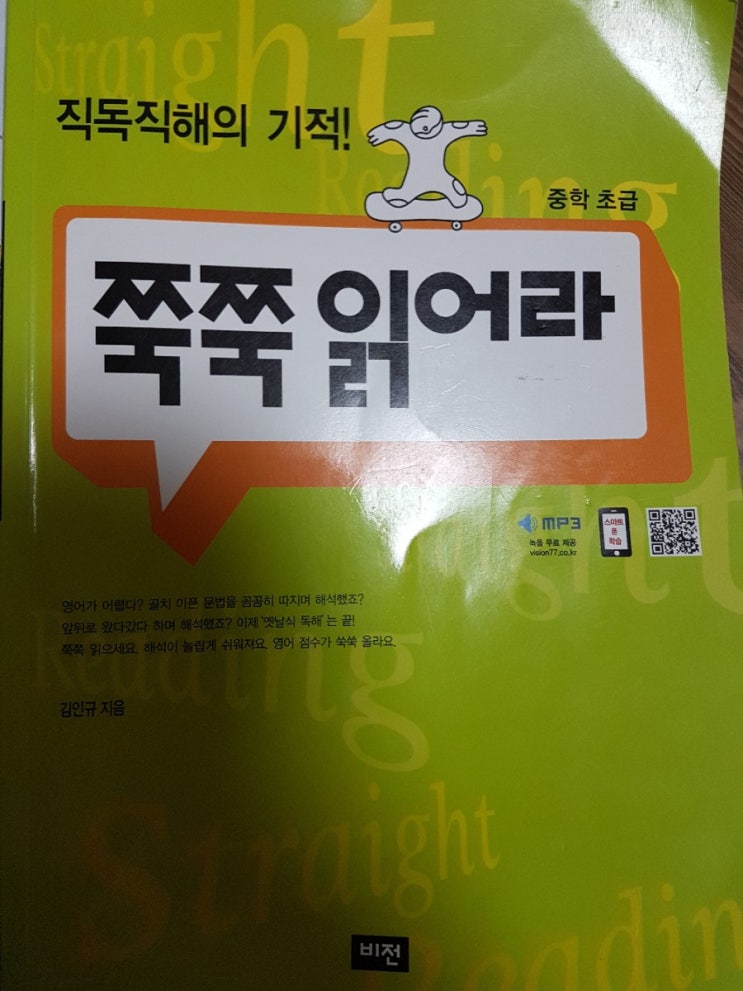 Straight
직독직해의 기적!
Reading
중학 초급
쭉쭉 읽어라
MP3
녹음 무료 제공
vision77.co.kr
스마트
폰
학습
영어가 어렵다? 골치 아픈 문법을 꼼꼼히 따지며 해석했죠?
앞뒤로 왔다갔다 하며 해석했죠? 이제 '옛날식 독해'는 끝!
쭉쭉 읽으세요. 해석이 놀랍게 쉬워져요. 영어 점수가 쑥쑥 올라요.
Reading
김인규 지음
Straight
Readin
비전